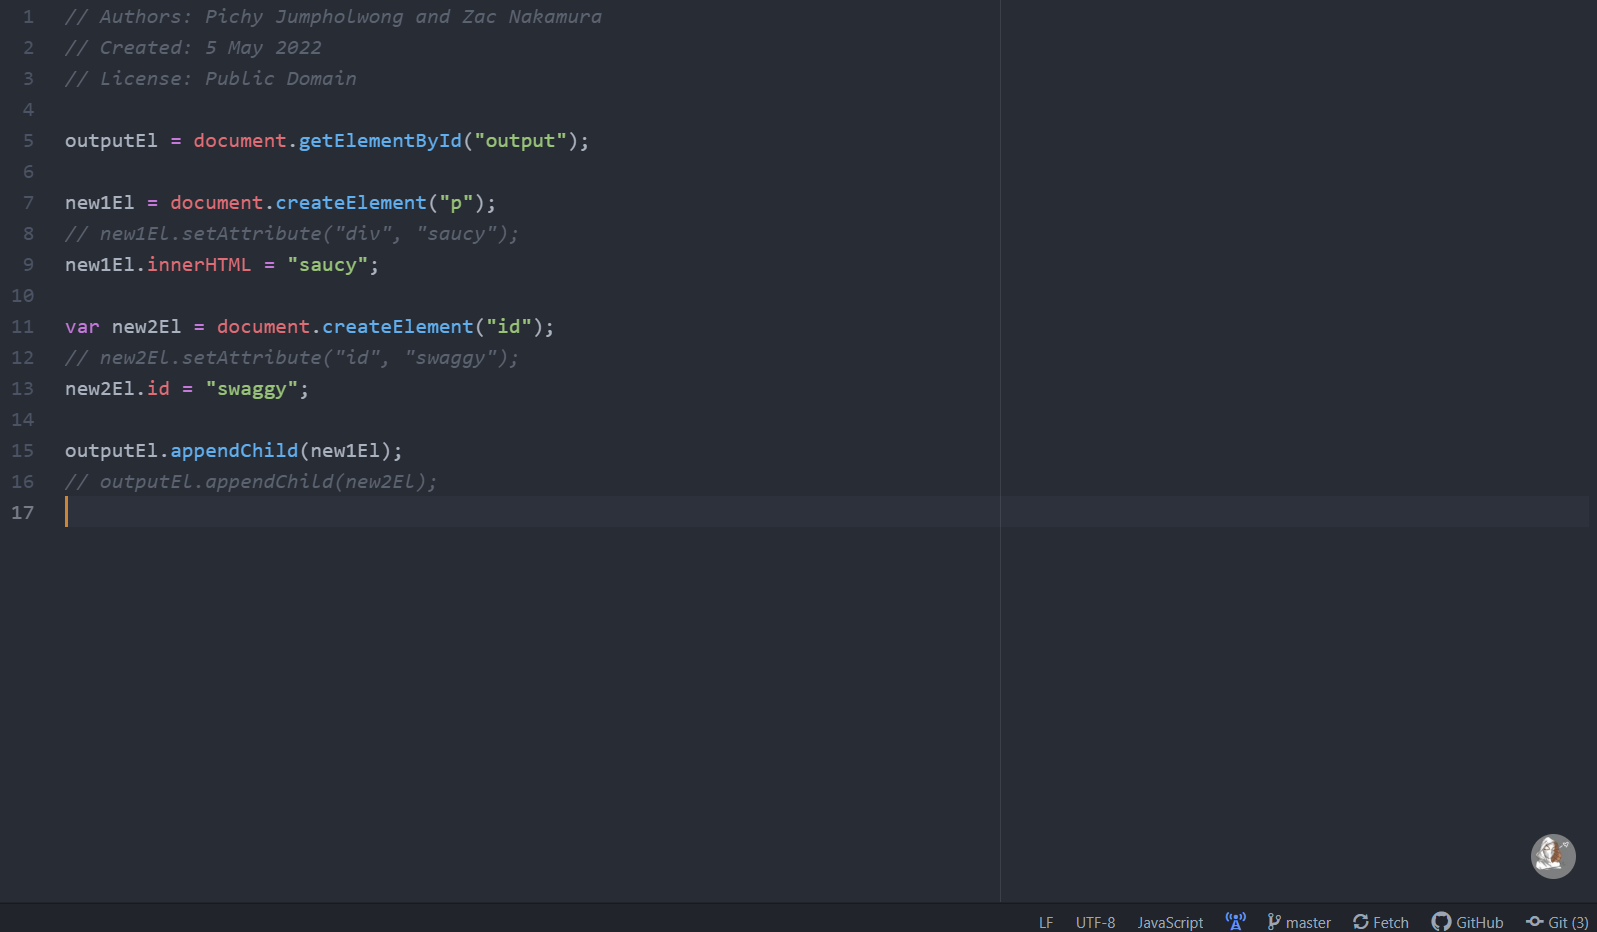 1 // Authors: Pichy Jumpholwong and Zac Nakamura
2 // Created: 5 May 2022
3 // License: Public Domain
4
5 outputEl = document.getElementById("output");
6
7 new1El = document.createElement("p");
8 // new1El.setAttribute("div", "saucy");
9 new1El.innerHTML = "saucy";
10
11 var new2El = document.createElement("id");
12 // new2El.setAttribute("id", "swaggy");
13 new2El.id = "swaggy";
14
15 outputEl.appendChild(new1El);
16 // outputEl.appendChild(new2El);
17
LF UTF-8 JavaScript master Fetch GitHub Git (3)